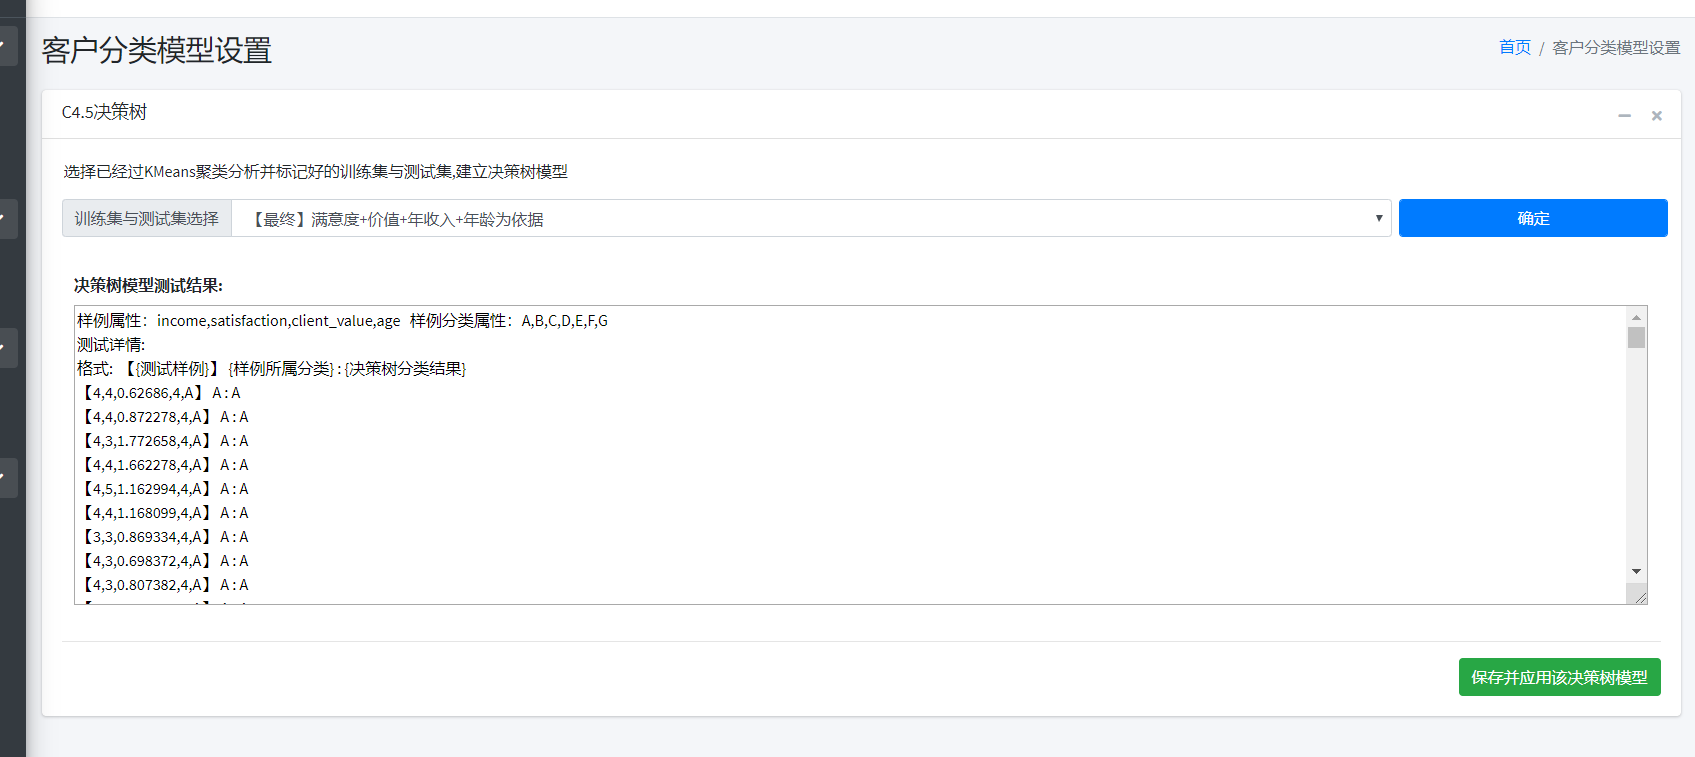 客户分类模型设置
首页 / 客户分类模型设置
C4.5决策树
选择已经过KMeans聚类分析并标记好的训练集与测试集,建立决策树模型
训练集与测试集选择
【最终】满意度+价值+年收入+年龄为依据
确定
决策树模型测试结果:
样例属性：income,satisfaction,client_value,age 样例分类属性：A,B,C,D,E,F,G
测试详情:
格式: 【{测试样例}】{样例所属分类} : {决策树分类结果}
【4,4,0.62686,4,A】 A : A
【4,4,0.872278,4,A】 A : A
【4,3,1.772658,4,A】 A : A
【4,4,1.662278,4,A】 A : A
【4,5,1.162994,4,A】 A : A
【4,4,1.168099,4,A】 A : A
【3,3,0.869334,4,A】 A : A
【4,3,0.698372,4,A】 A : A
【4,3,0.807382,4,A】 A : A
保存并应用该决策树模型